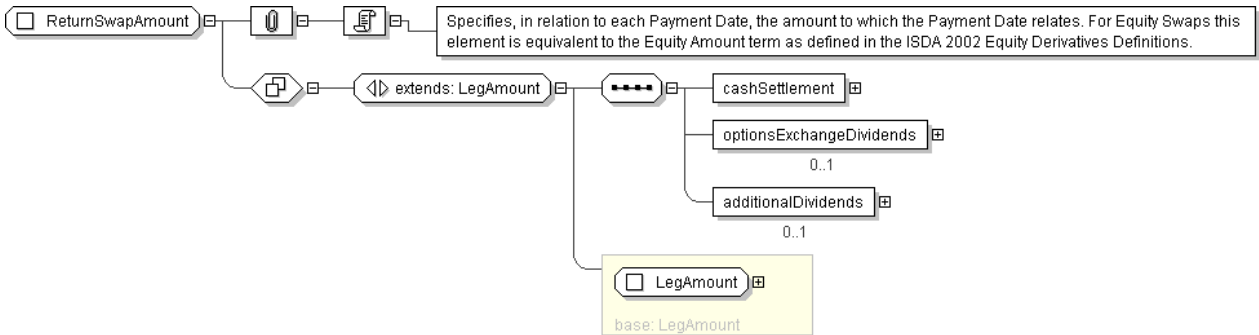 ReturnSwapAmount
Specifies, in relation to each Payment Date, the amount to which the Payment Date relates. For Equity Swaps this
element is equivalent to the Equity Amount term as defined in the ISDA 2002 Equity Derivatives Definitions.
extends: LegAmount
cashSettlement
optionsExchangeDividends
0..1
additionalDividends
0..1
LegAmount
base: LegAmount